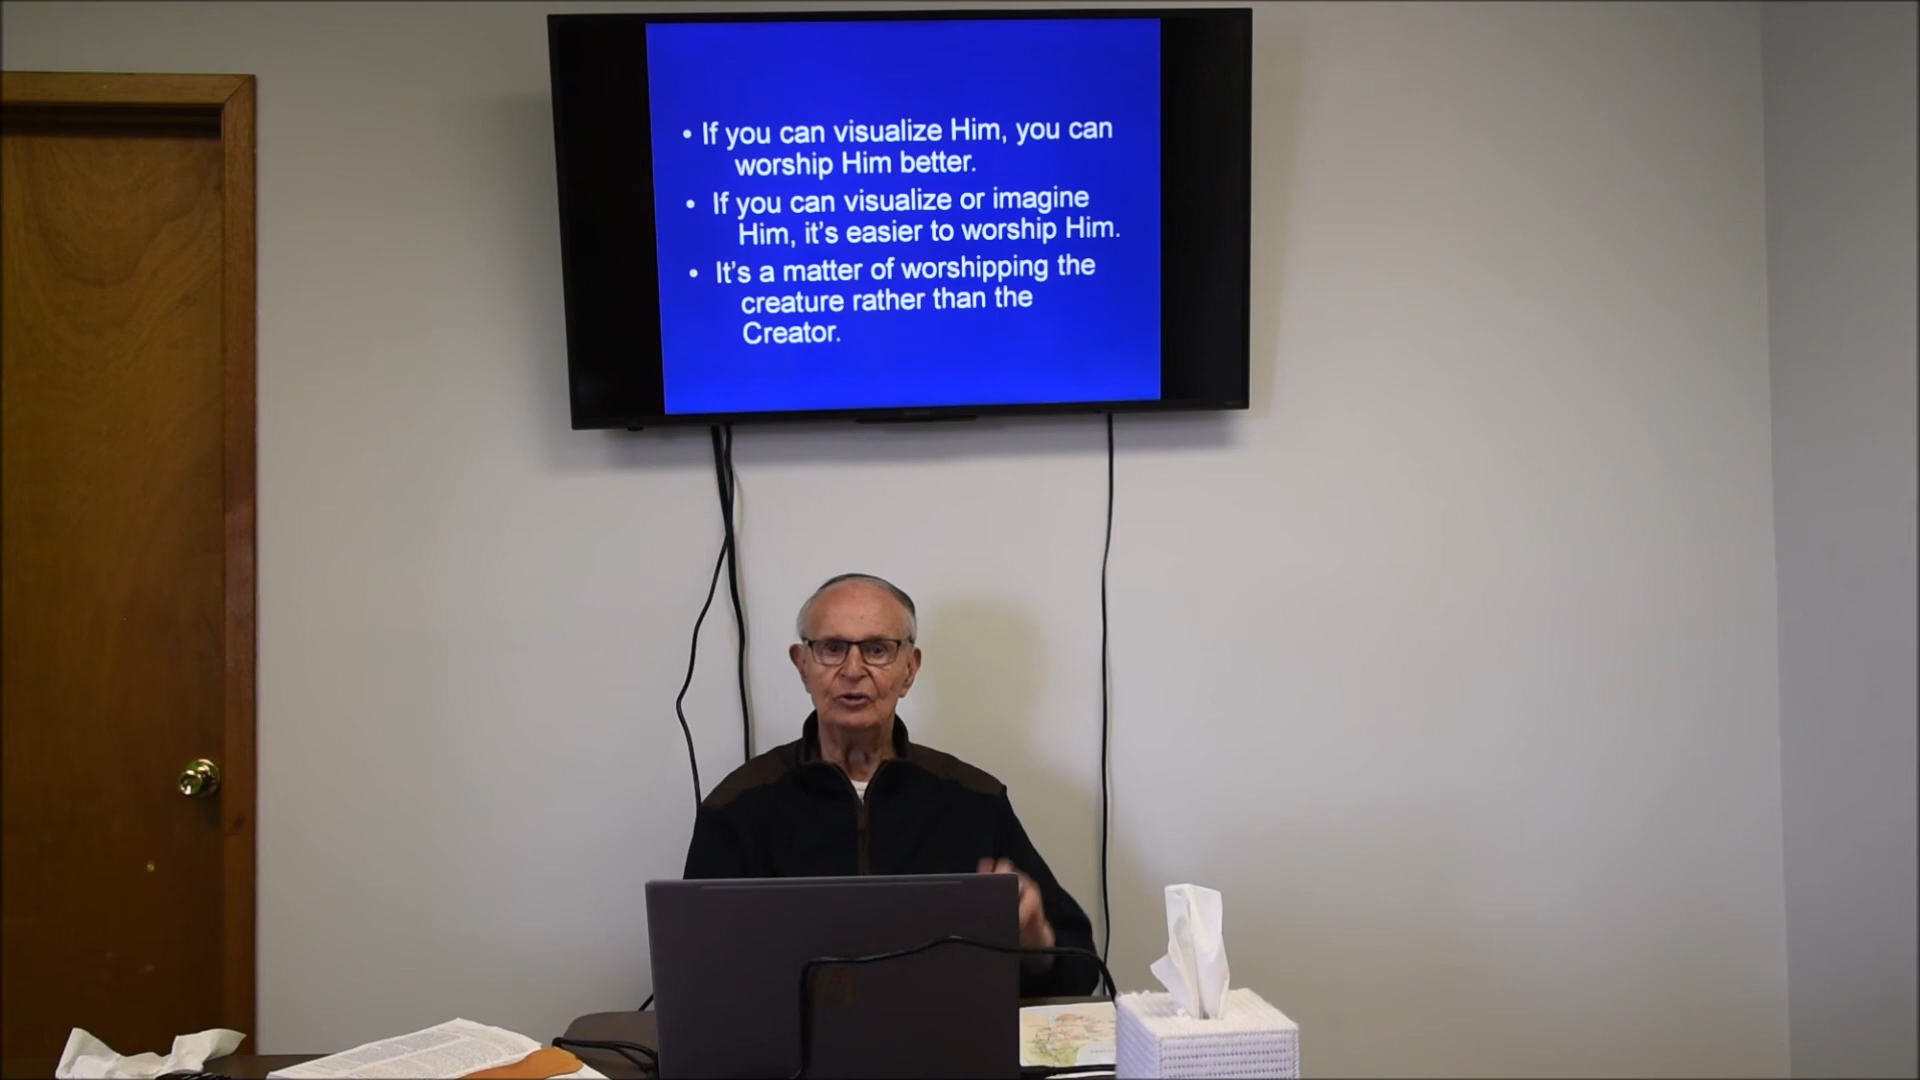 • If you can visualize Him, you can
worship Him better.
• If you can visualize or imagine
Him, it's easier to worship Him.
• It's a matter of worshipping the
creature rather than the
Creator.